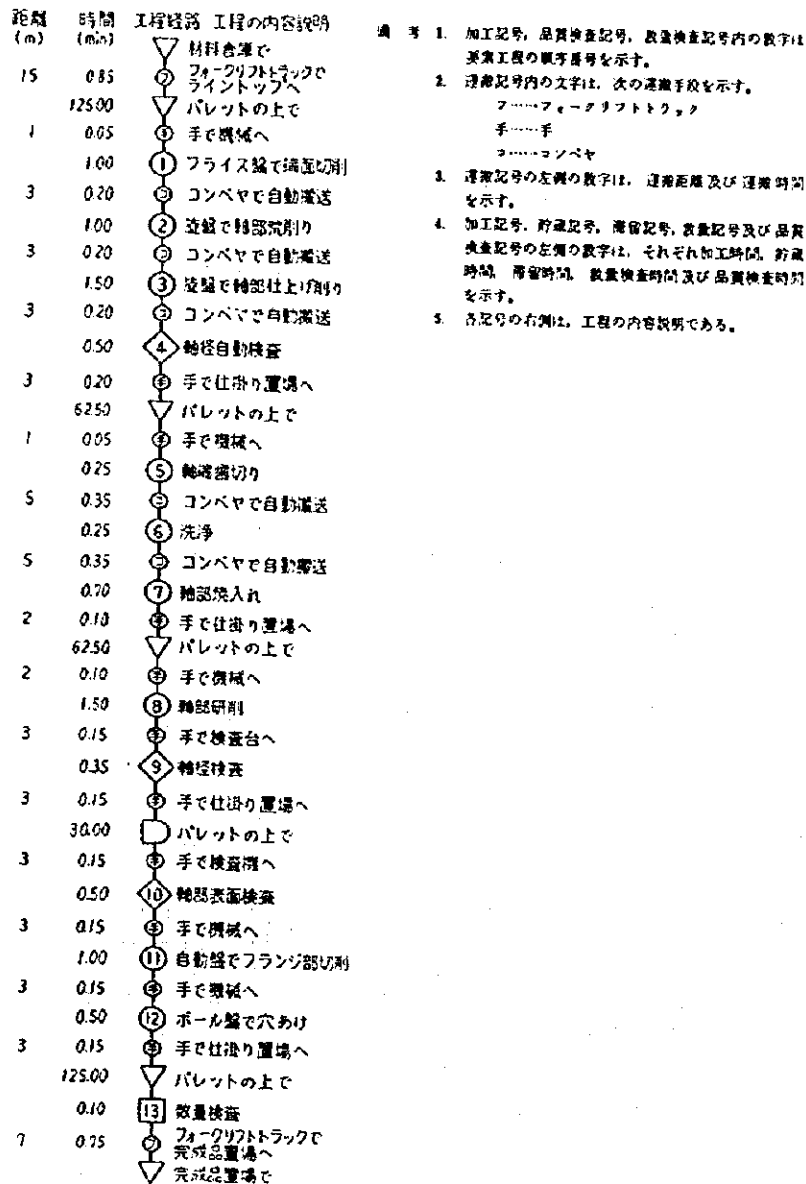 距離 時間 工程経路 工程の内容説明
(m) (min)
材料倉庫で
15 0.85 フ フォークリフトトラックで
ライントップへ
125.00 パレットの上で
1 0.05 手 手で機械へ
1.00 1 フライス盤で端面切削
3 0.20 コ コンベヤで自動搬送
1.00 2 旋盤で軸部荒削り
3 0.20 コ コンベヤで自動搬送
1.50 3 旋盤で軸部仕上げ削り
3 0.20 コ コンベヤで自動搬送
0.50 4 軸径自動検査
3 0.20 手 手で仕掛り置場へ
62.50 パレットの上で
1 0.05 手 手で機械へ
0.25 5 軸端歯切り
5 0.35 コ コンベヤで自動搬送
0.25 6 洗浄
5 0.35 コ コンベヤで自動搬送
0.70 7 軸部焼入れ
2 0.10 手 手で仕掛り置場へ
62.50 パレットの上で
2 0.10 手 手で機械へ
1.50 8 軸部研削
3 0.15 手 手で検査台へ
0.35 9 軸径検査
3 0.15 手 手で仕掛り置場へ
30.00 パレットの上で
3 0.15 手 手で検査機へ
0.50 10 軸部表面検査
3 0.15 手 手で機械へ
1.00 11 自動盤でフランジ部切削
3 0.15 手 手で機械へ
0.50 12 ボール盤で穴あけ
3 0.15 手 手で仕掛り置場へ
125.00 パレットの上で
0.10 13 数量検査
7 フ フォークリフトトラックで
完成品置場へ
完成品置場で
備 考 1. 加工記号, 品質検査記号, 数量検査記号内の数字は
要素工程の順序番号を示す。
2. 運搬記号内の文字は, 次の運搬手段を示す。
フ……フォークリフトトラック
手……手
コ……コンベヤ
3. 運搬記号の左側の数字は, 運搬距離及び運搬時間
を示す。
4. 加工記号, 貯蔵記号, 滞留記号, 数量記号及び品質
検査記号の左側の数字は, それぞれ加工時間, 貯蔵
時間, 滞留時間, 数量検査時間及び品質検査時間
を示す。
5. 各記号の右側は, 工程の内容説明である。